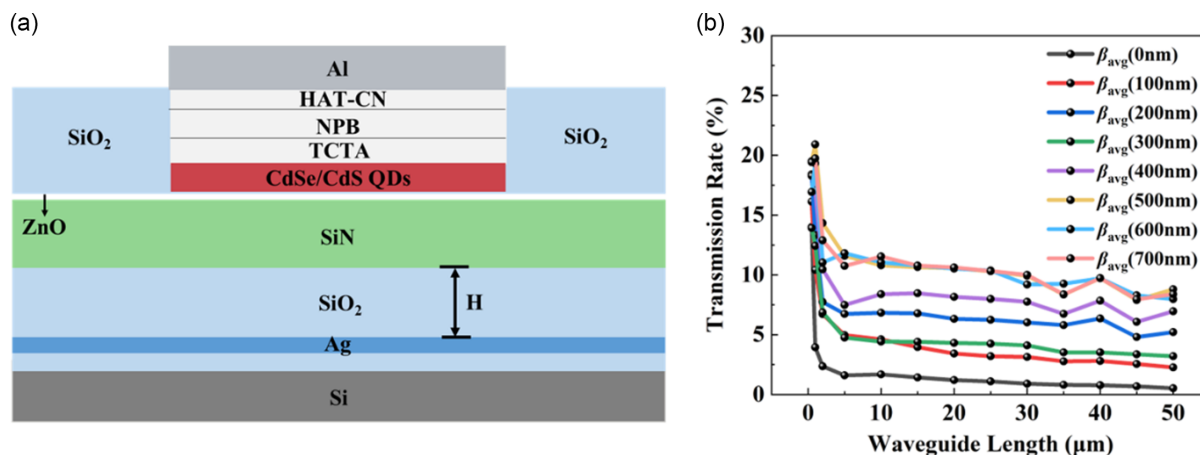 (a)
Al
HAT-CN
NPB
TCTA
CdSe/CdS QDs
SiO₂
SiO₂
ZnO
SiN
SiO₂
H
Ag
Si
(b)
Transmission Rate (%)
30
25
20
15
10
5
0
0 10 20 30 40 50
Waveguide Length (μm)
βavg(0nm)
βavg(100nm)
βavg(200nm)
βavg(300nm)
βavg(400nm)
βavg(500nm)
βavg(600nm)
βavg(700nm)